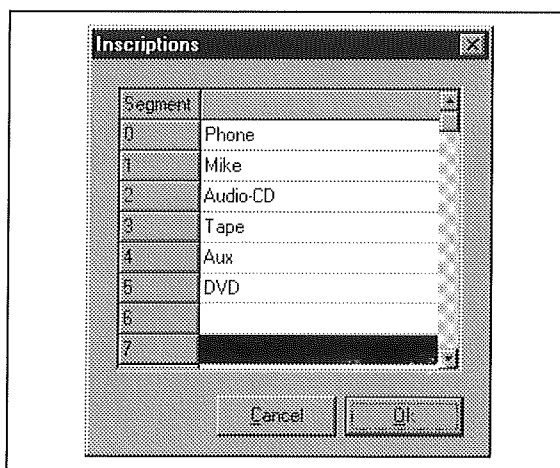 Inscriptions
Segment
0 Phone
1 Mike
2 Audio-CD
3 Tape
4 Aux
5 DVD
6
7
Cancel Ok